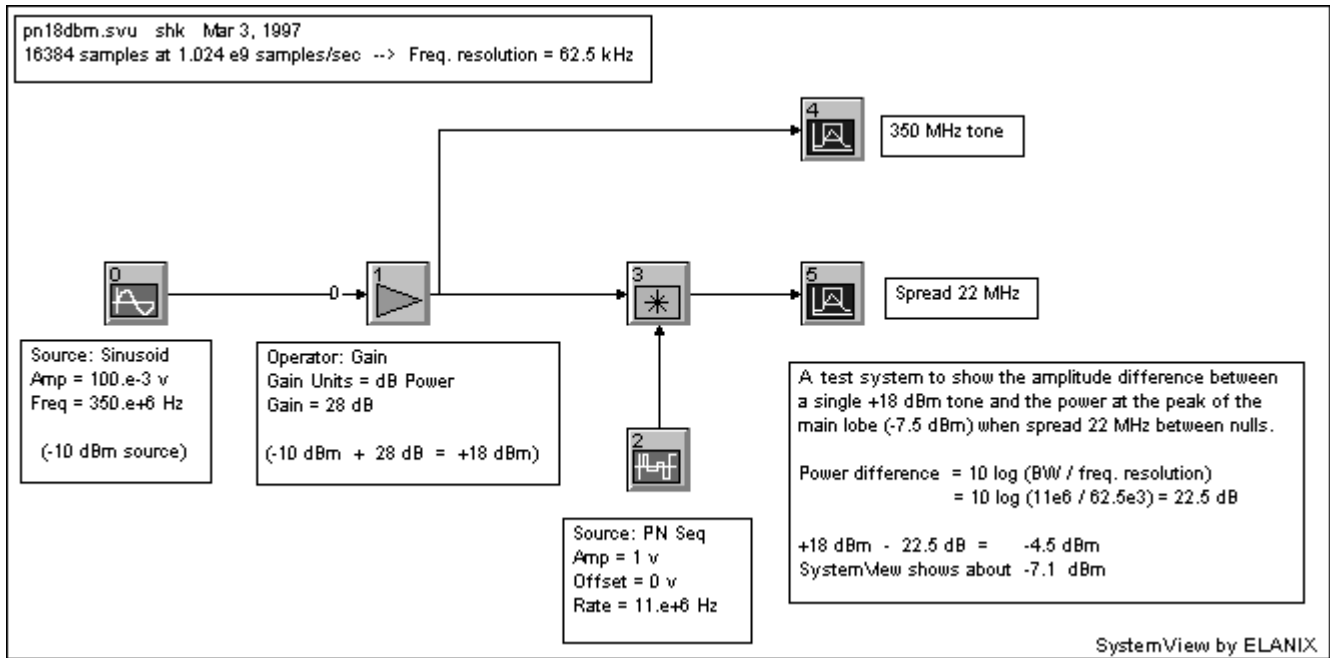 pn18dbm.svu shk Mar 3, 1997
16384 samples at 1.024 e9 samples/sec --> Freq. resolution = 62.5 kHz
4
350 MHz tone
0
0
1
3
5
Spread 22 MHz
Source: Sinusoid
Amp = 100.e-3 v
Freq = 350.e+6 Hz
(-10 dBm source)
Operator: Gain
Gain Units = dB Power
Gain = 28 dB
(-10 dBm + 28 dB = +18 dBm)
2
Source: PN Seq
Amp = 1 v
Offset = 0 v
Rate = 11.e+6 Hz
A test system to show the amplitude difference between
a single +18 dBm tone and the power at the peak of the
main lobe (-7.5 dBm) when spread 22 MHz between nulls.
Power difference = 10 log (BW / freq. resolution)
= 10 log (11e6 / 62.5e3) = 22.5 dB
+18 dBm - 22.5 dB = -4.5 dBm
SystemView shows about -7.1 dBm
SystemView by ELANIX